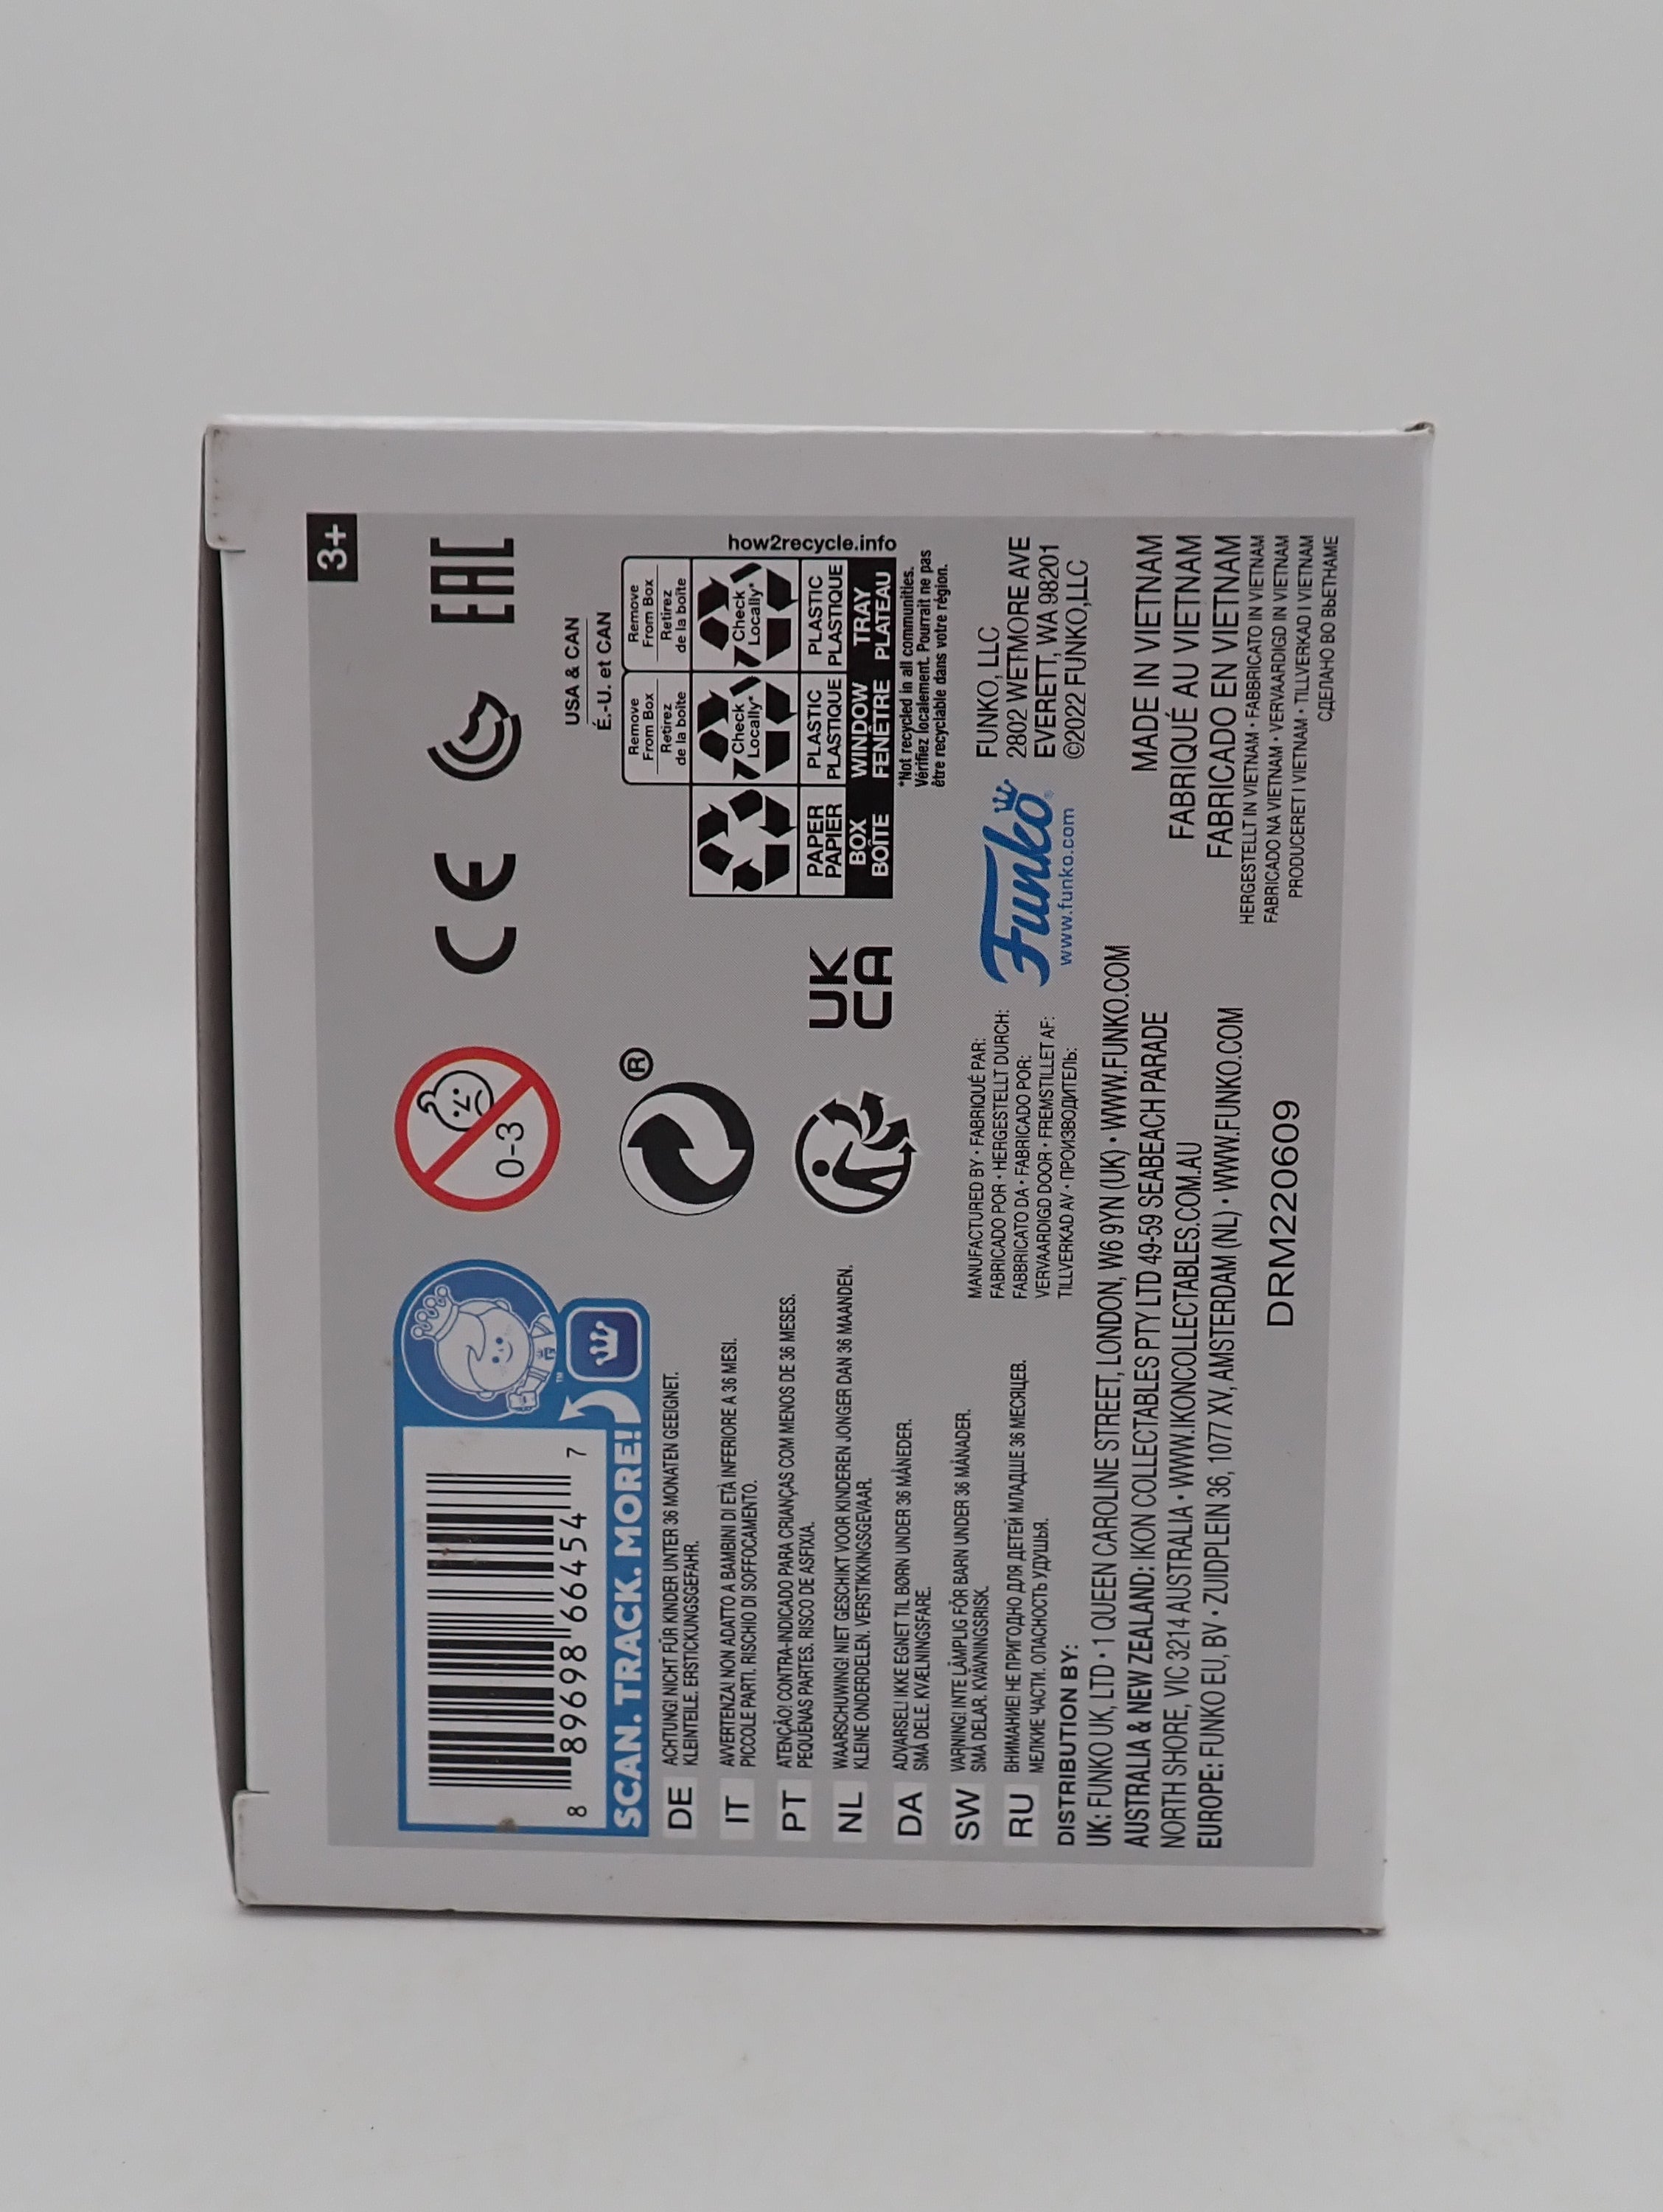 3+
8 89698 66454 7
SCAN. TRACK. MORE!
™
0-3
CE
EAC
®
UK
CA
USA & CAN
É.-U. et CAN
Remove
From Box
Retirez
de la boîte
Remove
From Box
Retirez
de la boîte
Check
Locally*
Check
Locally*
PAPER
PAPIER
PLASTIC
PLASTIQUE
PLASTIC
PLASTIQUE
BOX
BOÎTE
WINDOW
FENÊTRE
TRAY
PLATEAU
how2recycle.info
*Not recycled in all communities.
Vérifiez localement. Pourrait ne pas
être recyclable dans votre région.
DE ACHTUNG! NICHT FÜR KINDER UNTER 36 MONATEN GEEIGNET.
KLEINTEILE. ERSTICKUNGSGEFAHR.
IT AVVERTENZA! NON ADATTO A BAMBINI DI ETÀ INFERIORE A 36 MESI.
PICCOLE PARTI. RISCHIO DI SOFFOCAMENTO.
PT ATENÇÃO! CONTRA-INDICADO PARA CRIANÇAS COM MENOS DE 36 MESES.
PEQUENAS PARTES. RISCO DE ASFIXIA.
NL WAARSCHUWING! NIET GESCHIKT VOOR KINDEREN JONGER DAN 36 MAANDEN.
KLEINE ONDERDELEN. VERSTIKKINGSGEVAAR.
DA ADVARSEL! IKKE EGNET TIL BØRN UNDER 36 MÅNEDER.
SMÅ DELE. KVÆLNINGSFARE.
SW VARNING! INTE LÄMPLIG FÖR BARN UNDER 36 MÅNADER.
SMÅ DELAR. KVÄVNINGSRISK.
RU ВНИМАНИЕ! НЕ ПРИГОДНО ДЛЯ ДЕТЕЙ МЛАДШЕ 36 МЕСЯЦЕВ.
МЕЛКИЕ ЧАСТИ. ОПАСНОСТЬ УДУШЬЯ.
MANUFACTURED BY • FABRIQUÉ PAR:
FABRICADO POR • HERGESTELLT DURCH:
FABBRICATO DA • FABRICADO POR:
VERVAARDIGD DOOR • FREMSTILLET AF:
TILLVERKAD AV • ПРОИЗВОДИТЕЛЬ:
Funko®
www.funko.com
FUNKO, LLC
2802 WETMORE AVE
EVERETT, WA 98201
©2022 FUNKO,LLC
DISTRIBUTION BY:
UK: FUNKO UK, LTD • 1 QUEEN CAROLINE STREET, LONDON, W6 9YN (UK) • WWW.FUNKO.COM
AUSTRALIA & NEW ZEALAND: IKON COLLECTABLES PTY LTD 49-59 SEABEACH PARADE
NORTH SHORE, VIC 3214 AUSTRALIA • WWW.IKONCOLLECTABLES.COM.AU
EUROPE: FUNKO EU, BV • ZUIDPLEIN 36, 1077 XV, AMSTERDAM (NL) • WWW.FUNKO.COM
DRM220609
MADE IN VIETNAM
FABRIQUÉ AU VIETNAM
FABRICADO EN VIETNAM
HERGESTELLT IN VIETNAM • FABBRICATO IN VIETNAM
FABRICADO NA VIETNAM • VERVAARDIGD IN VIETNAM
PRODUCERET I VIETNAM • TILLVERKAD I VIETNAM
СДЕЛАНО ВО ВЬЕТНАМЕ